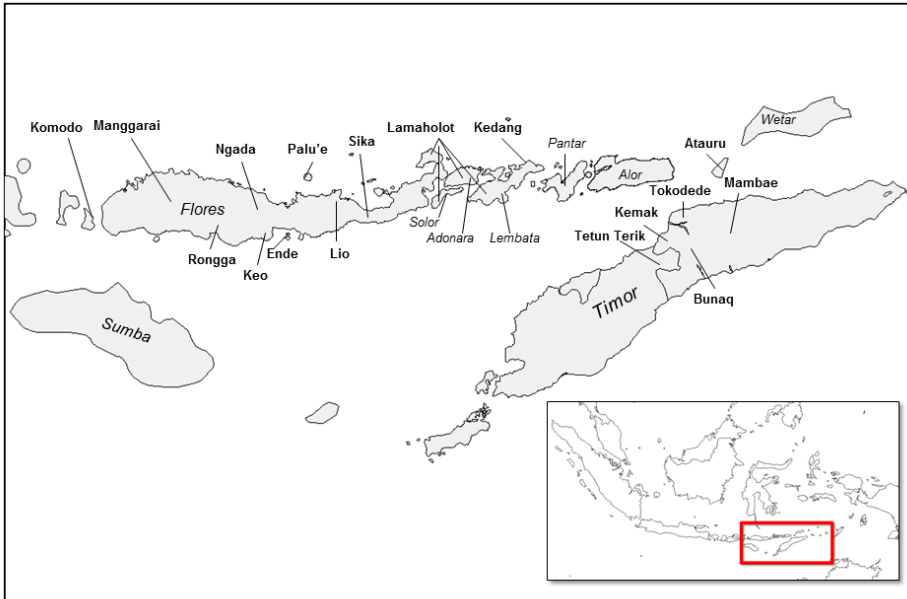 Komodo
Manggarai
Ngada
Palu'e
Sika
Lamaholot
Kedang
Pantar
Alor
Wetar
Atauru
Tokodede
Mambae
Kemak
Tetun Terik
Bunaq
Flores
Solor
Adonara
Lembata
Rongga
Keo
Ende
Lio
Timor
Sumba